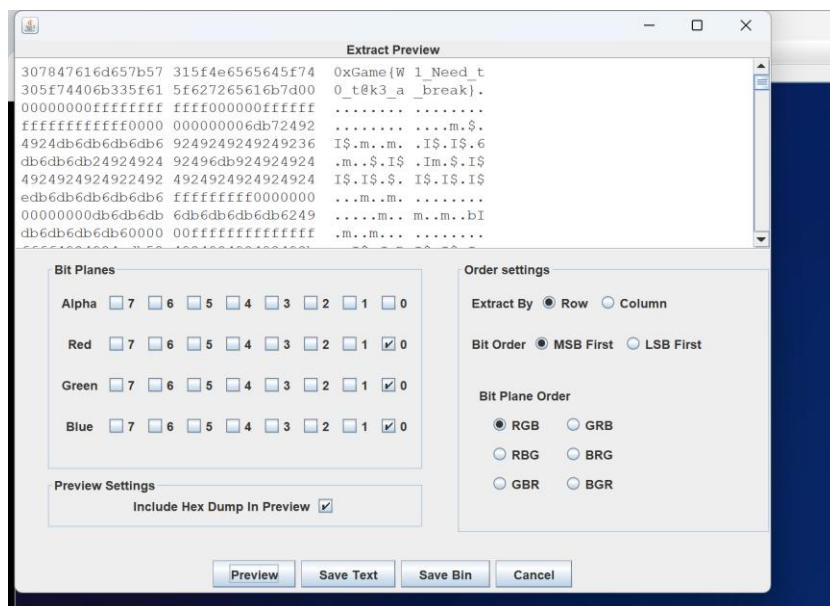 Extract Preview
307847616d657b57 315f4e6565645f74 0xGame{W 1_Need_t
305f74406b335f61 5f627265616b7d00 0_t@k3_a _break}.
00000000ffffffff ffff000000ffffff ........ ........
ffffffffffff0000 000000006db72492 ........ ....m.$.
4924db6db6db6db6 9249249249249236 I$.m..m. .I$.I$.6
db6db6db24924924 92496db924924924 .m..$.I$ .Im.$.I$
4924924924922492 4924924924924924 I$.I$.$. I$.I$.I$
edb6db6db6db6db6 fffffffff0000000 ...m..m. ........
00000000db6db6db 6db6db6db6db6249 .....m.. m..m..bI
db6db6db6db60000 00ffffffffffffff .m..m... ........
Bit Planes
Order settings
Alpha 7 6 5 4 3 2 1 0
Extract By Row Column
Red 7 6 5 4 3 2 1 0
Bit Order MSB First LSB First
Green 7 6 5 4 3 2 1 0
Bit Plane Order
Blue 7 6 5 4 3 2 1 0
RGB GRB
RBG BRG
Preview Settings
GBR BGR
Include Hex Dump In Preview
Preview Save Text Save Bin Cancel